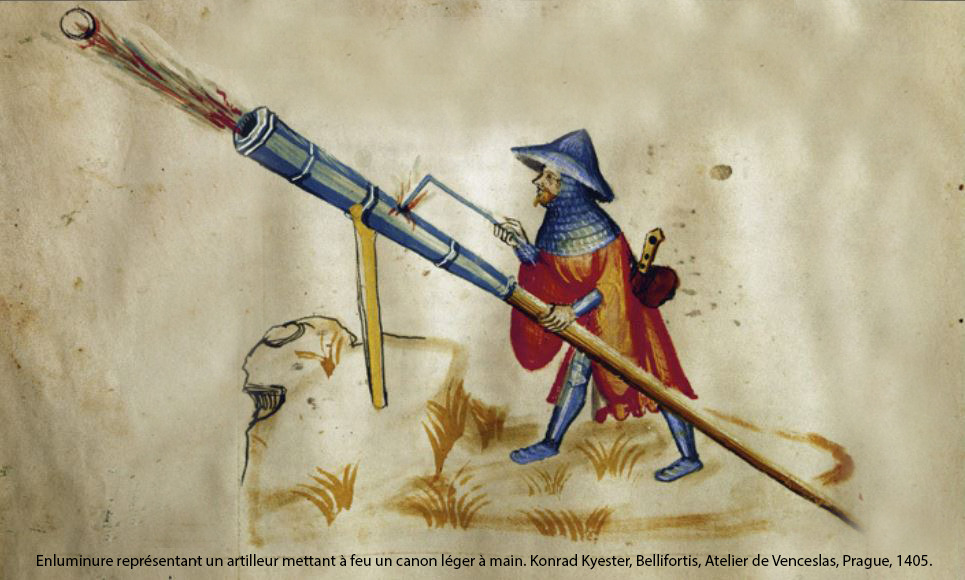 Enluminure représentant un artilleur mettant à feu un canon léger à main. Konrad Kyester, Bellifortis, Atelier de Venceslas, Prague, 1405.